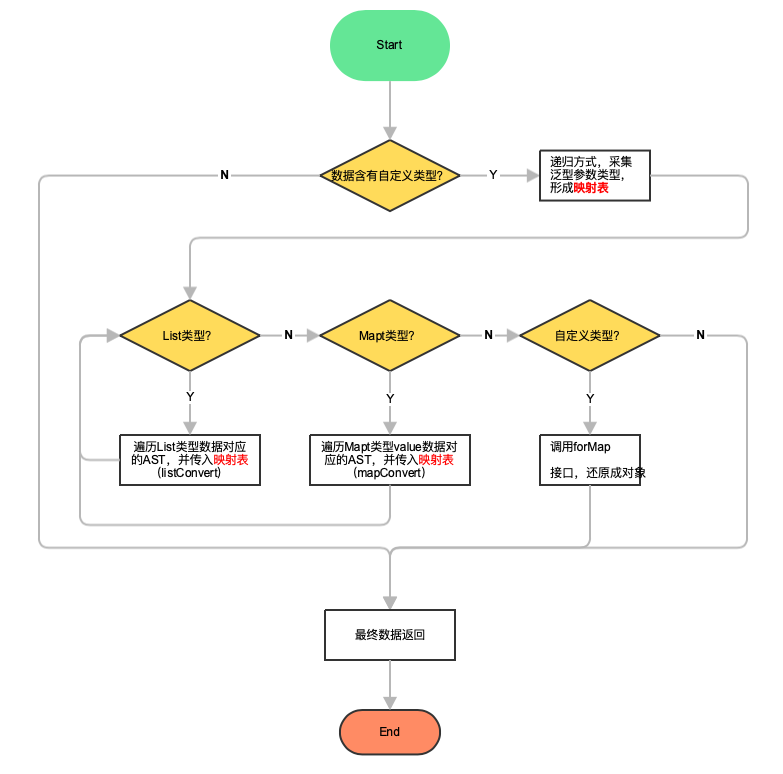 Start
数据含有自定义类型?
N
Y
递归方式，采集
泛型参数类型，
形成映射表
List类型?
N
Mapt类型?
N
自定义类型?
N
Y
Y
Y
遍历List类型数据对应
的AST，并传入映射表
(listConvert)
遍历Mapt类型value数据对
应的AST，并传入映射表
(mapConvert)
调用forMap
接口，还原成对象
最终数据返回
End